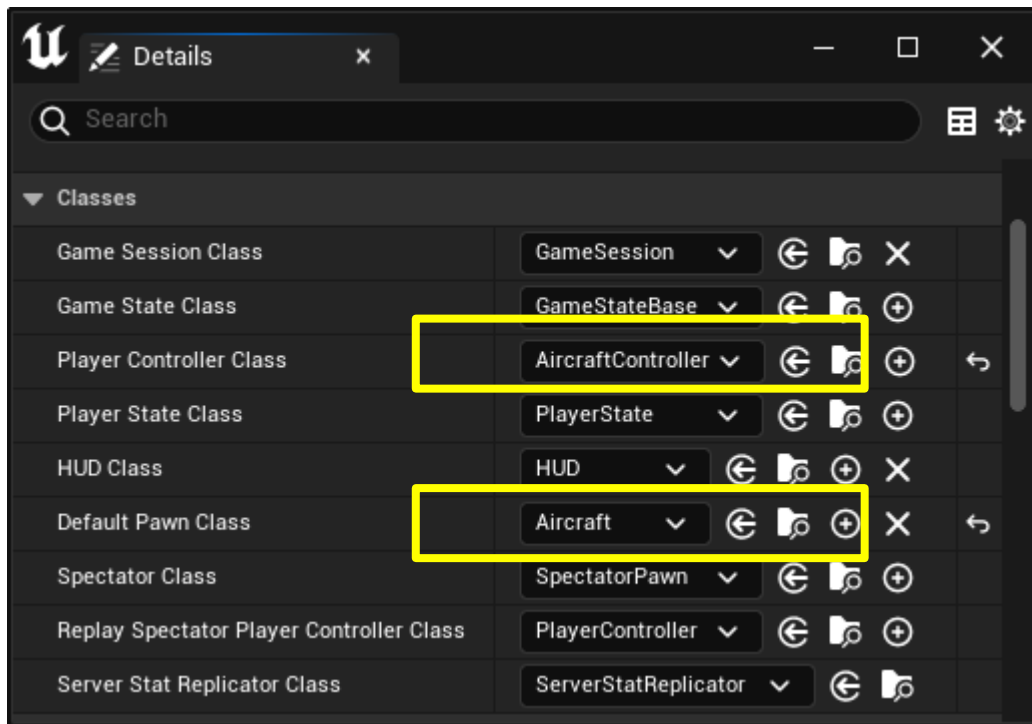 Details
Search
Classes
Game Session Class GameSession
Game State Class GameStateBase
Player Controller Class AircraftController
Player State Class PlayerState
HUD Class HUD
Default Pawn Class Aircraft
Spectator Class SpectatorPawn
Replay Spectator Player Controller Class PlayerController
Server Stat Replicator Class ServerStatReplicator